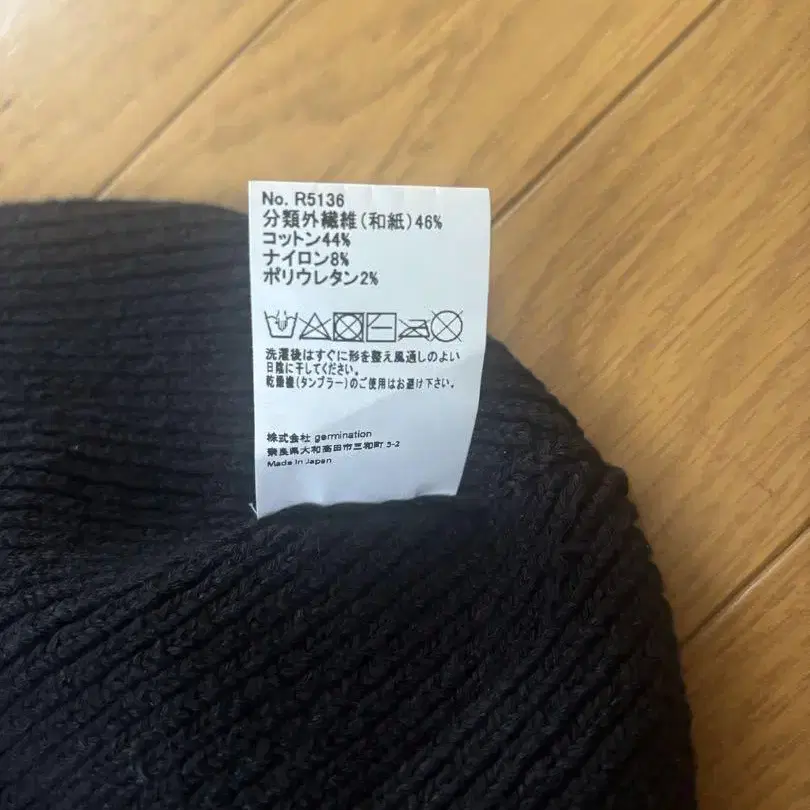 No. R5136
分類外繊維(和紙)46%
コットン44%
ナイロン8%
ポリウレタン2%
洗濯後はすぐに形を整え風通しのよい
日陰に干してください。
乾燥機(タンブラー)のご使用はお避け下さい。
株式会社 germination
奈良県大和高田市三和町 5-2
Made in Japan